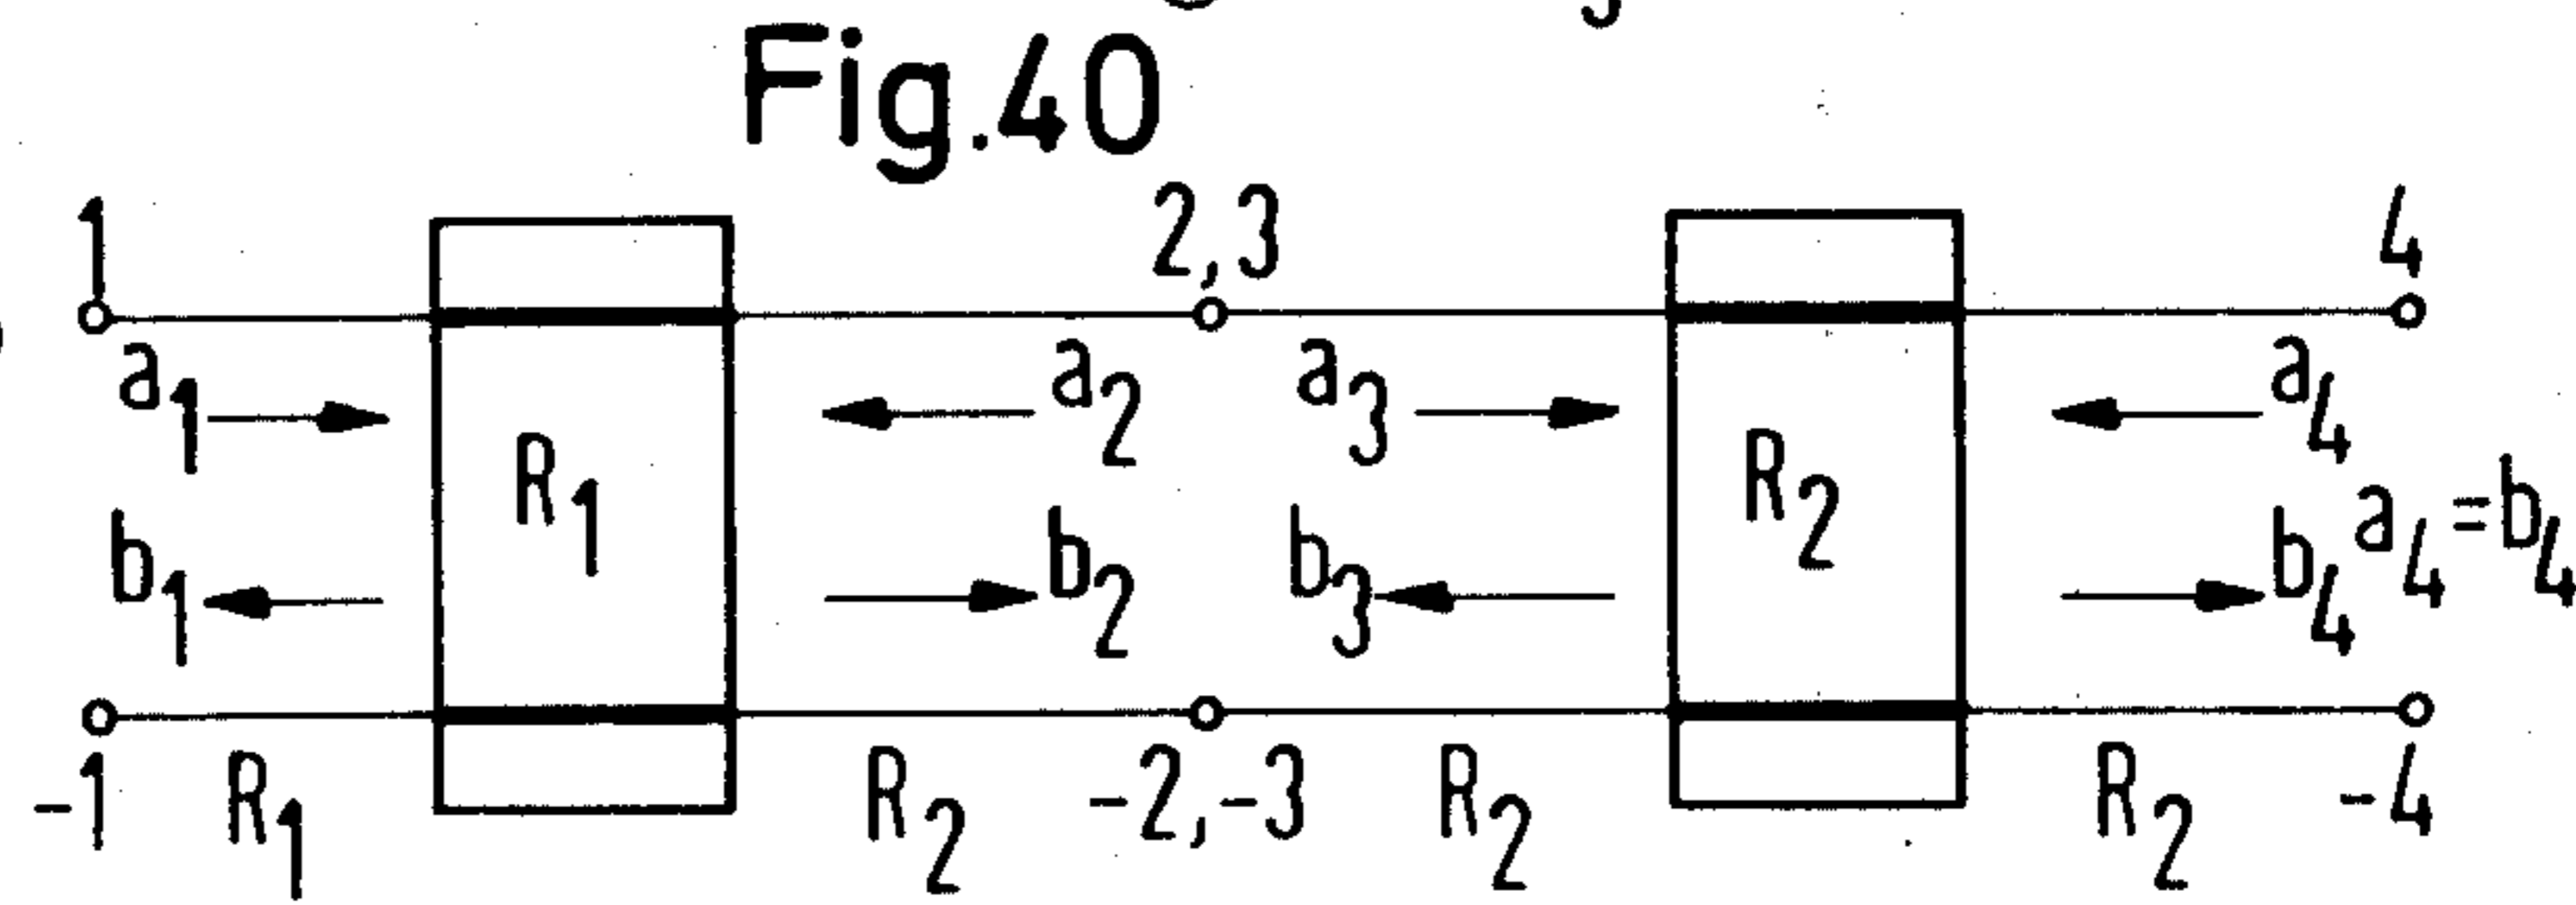 Fig.40
1 2,3 4
a1 a2 a3 a4
R1 R2
b1 b2 b3 b4 a4=b4
-1 R1 R2 -2,-3 R2 R2 -4